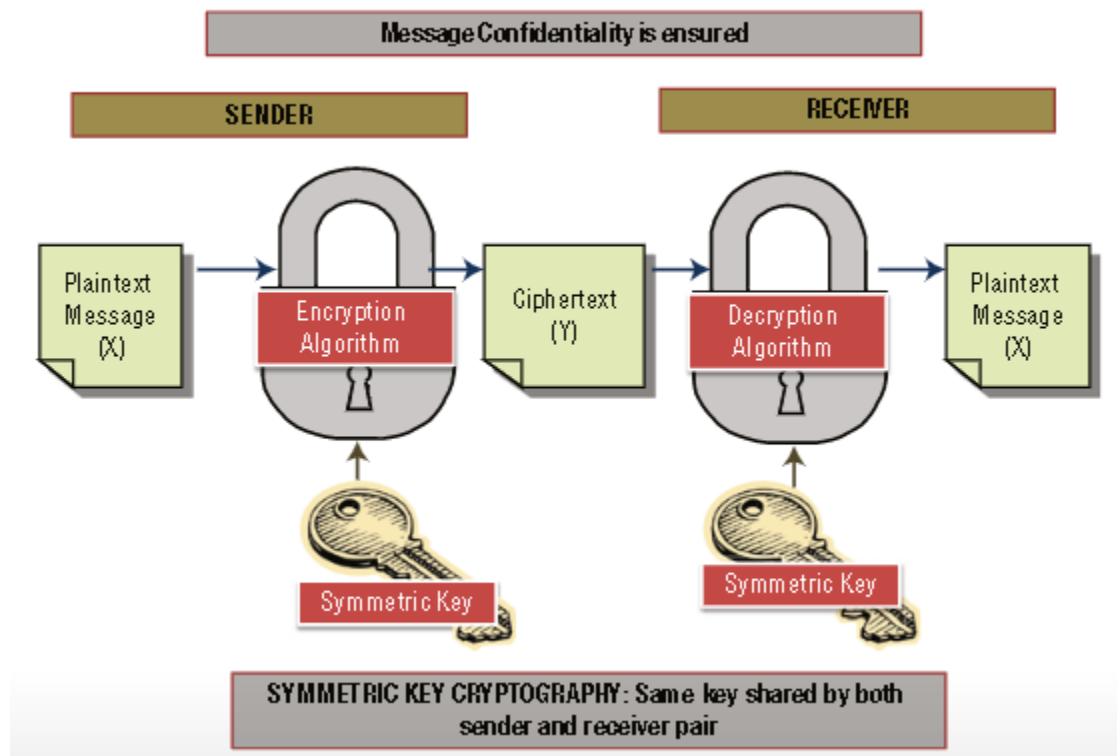 Message Confidentiality is ensured
SENDER
RECEIVER
Plaintext
Message
(X)
Encryption
Algorithm
Ciphertext
(Y)
Decryption
Algorithm
Plaintext
Message
(X)
Symmetric Key
Symmetric Key
SYMMETRIC KEY CRYPTOGRAPHY: Same key shared by both
sender and receiver pair